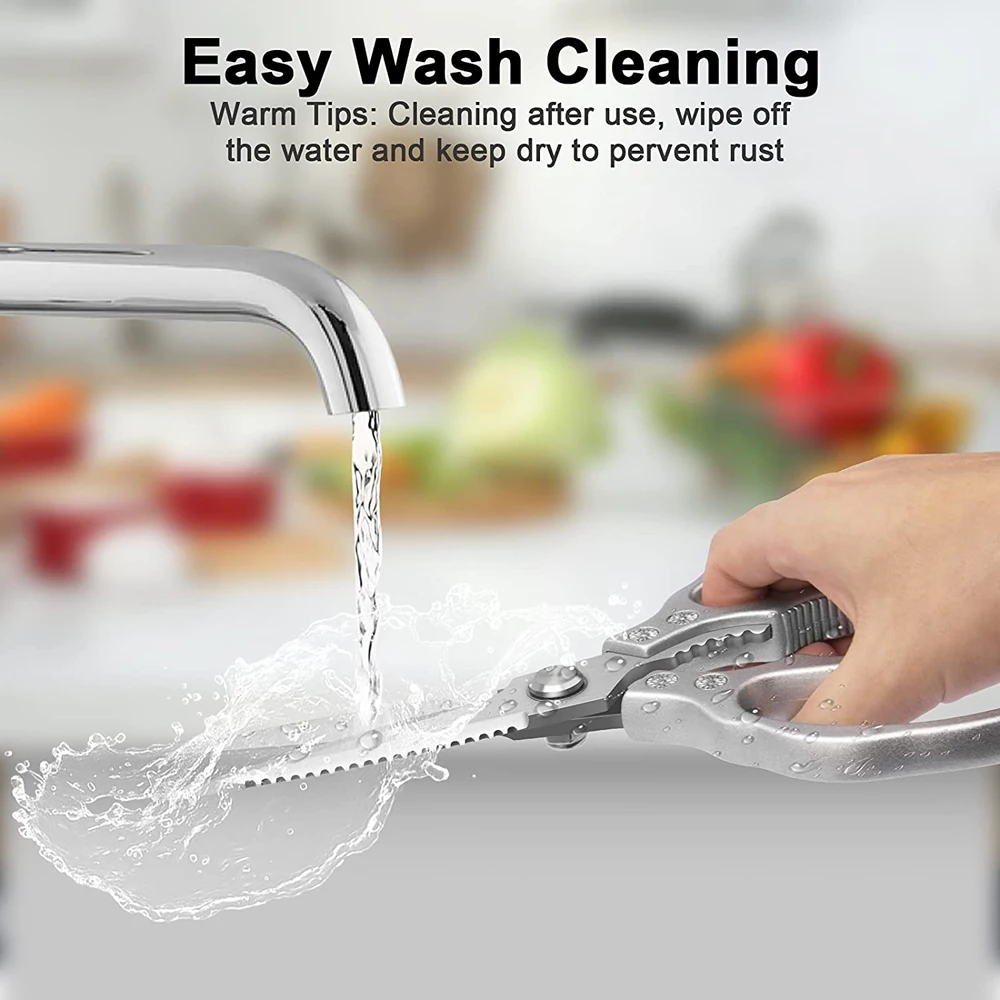 Easy Wash Cleaning
Warm Tips: Cleaning after use, wipe off
the water and keep dry to pervent rust